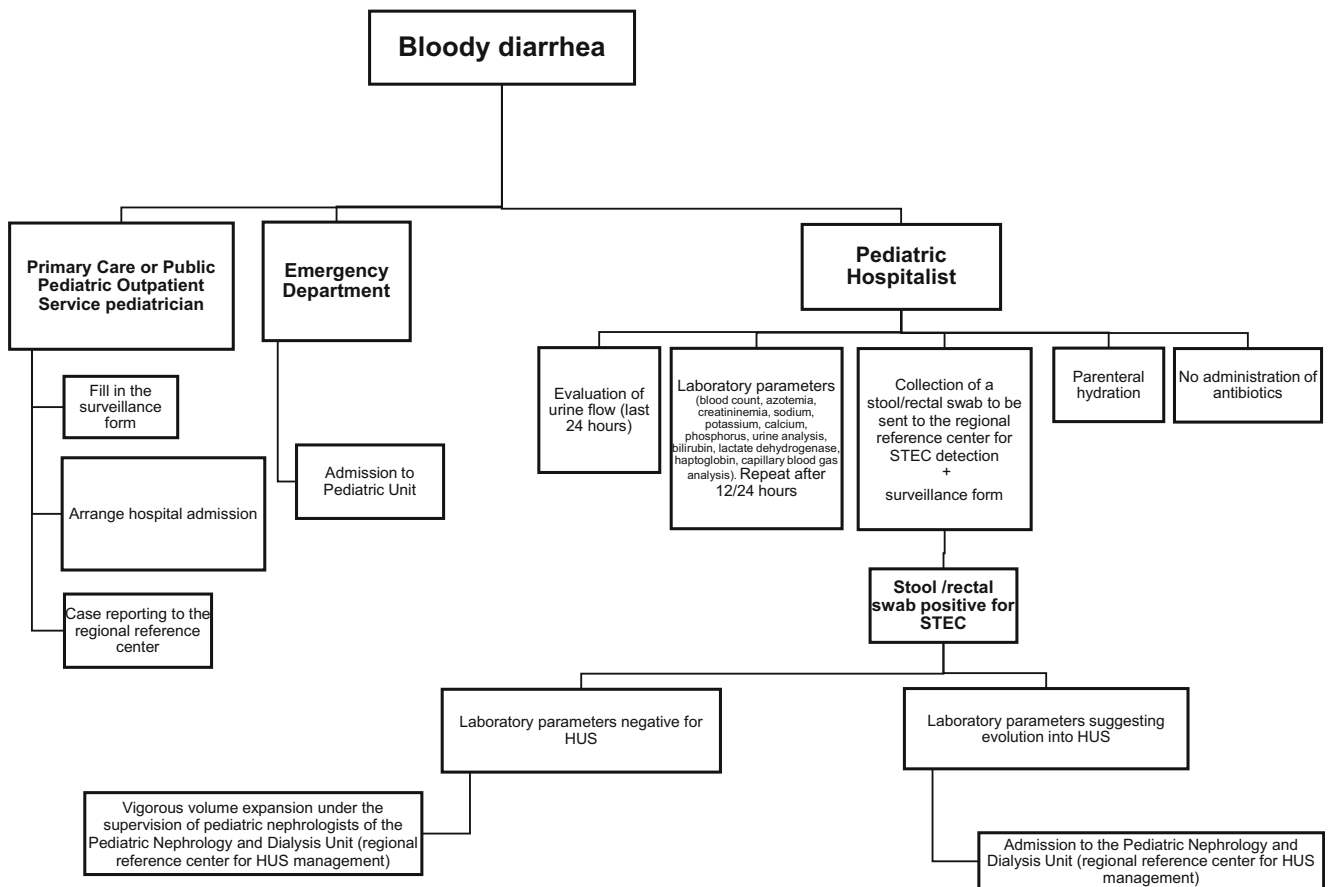 Bloody diarrhea
Primary Care or Public
Pediatric Outpatient
Service pediatrician
Emergency
Department
Pediatric
Hospitalist
Fill in the
surveillance
form
Arrange hospital admission
Case reporting to the
regional reference
center
Admission to
Pediatric Unit
Evaluation of
urine flow (last
24 hours)
Laboratory parameters
(blood count, azotemia,
creatininemia, sodium,
potassium, calcium,
phosphorus, urine analysis,
bilirubin, lactate dehydrogenase,
haptoglobin, capillary blood gas
analysis). Repeat after
12/24 hours
Collection of a
stool/rectal swab to be
sent to the regional
reference center for
STEC detection
+
surveillance form
Parenteral
hydration
No administration of
antibiotics
Stool /rectal
swab positive for
STEC
Laboratory parameters negative for
HUS
Laboratory parameters suggesting
evolution into HUS
Vigorous volume expansion under the
supervision of pediatric nephrologists of the
Pediatric Nephrology and Dialysis Unit (regional
reference center for HUS management)
Admission to the Pediatric Nephrology and
Dialysis Unit (regional reference center for HUS
management)